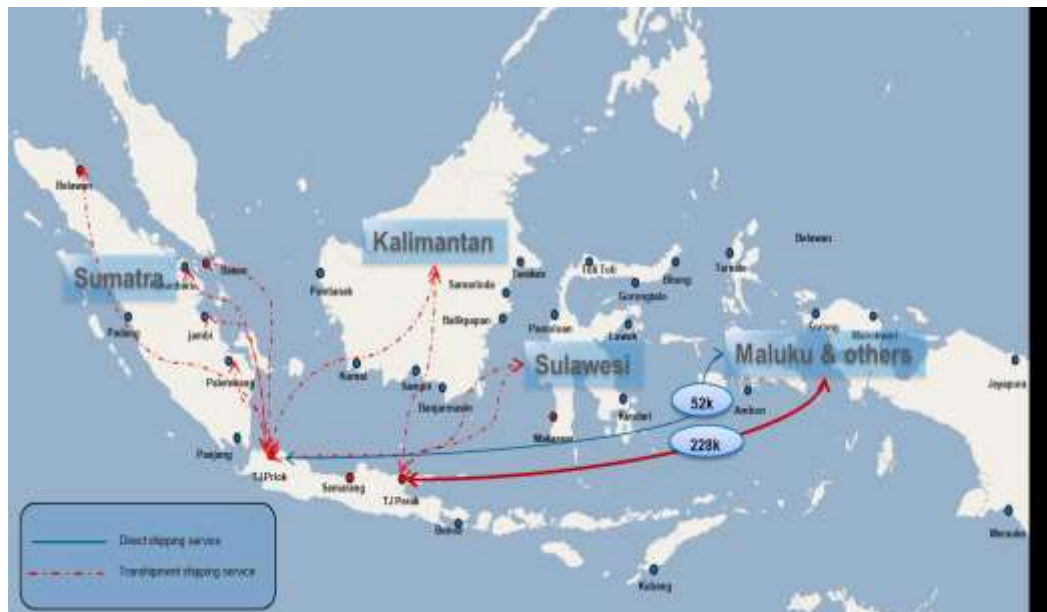 Kalimantan
Sumatra
Sulawesi
Maluku & others
Belawan
Belawan
Batam
Padang
Jambi
Palembang
Panjang
TJ Priok
Semarang
TJ Perak
Benoa
Pontianak
Kumai
Sampit
Banjarmasin
Balikpapan
Samarinda
Tarakan
Toli Toli
Gorontalo
Bitung
Pantoloan
Luwuk
Kendari
Makassar
Ternate
Sorong
Manokwari
Ambon
Jayapura
Merauke
Kupang
52k
228k
Direct shipping service
Transhipment shipping service